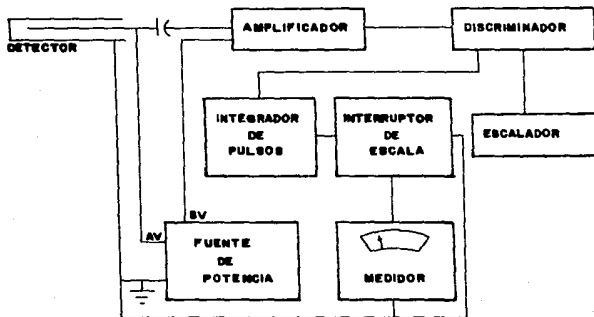 AMPLIFICADOR
DISCRIMINADOR
DETECTOR
INTEGRADOR
DE
PULSOS
INTERRUPTOR
DE
ESCALA
ESCALADOR
BV
AV
FUENTE
DE
POTENCIA
MEDIDOR